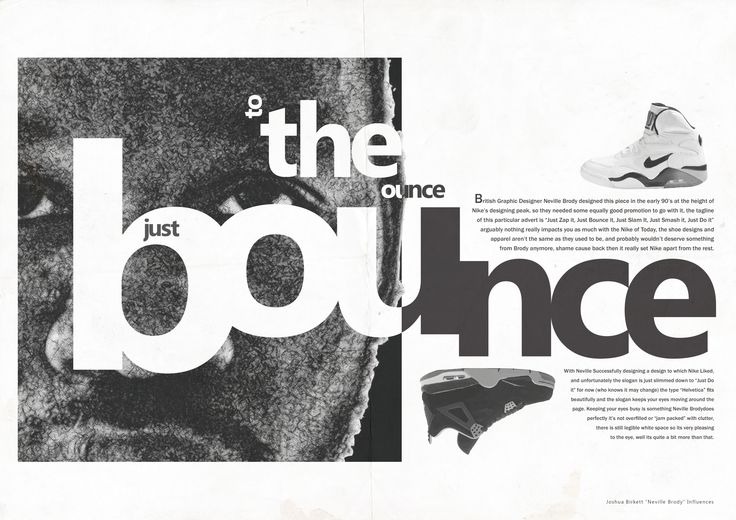 to
the
ounce
just
bounce
British Graphic Designer Neville Brody designed this piece in the early 90's at the height of
Nike's designing peak, so they needed some equally good promotion to go with it, the tagline
of this particular advert is "Just Zap it, Just Bounce it, Just Slam It, Just Smash it, Just Do it"
arguably nothing really impacts you as much with the Nike of Today, the shoe designs and
apparel aren't the same as they used to be, and probably wouldn't deserve something
from Brody anymore, shame cause back then it really set Nike apart from the rest.
With Neville Successfully designing a design to which Nike Liked,
and unfortunately the slogan is just slimmed down to "Just Do
it" for now (who knows it may change) the type "Helvetica" fits
beautifully and the slogan keeps your eyes moving around the
page. Keeping your eyes busy is something Neville Brodydoes
perfectly it's not overfilled or "jam packed" with clutter,
there is still legible white space so its very pleasing
to the eye, well its quite a bit more than that.
Joshua Birkett "Neville Brody" Influences